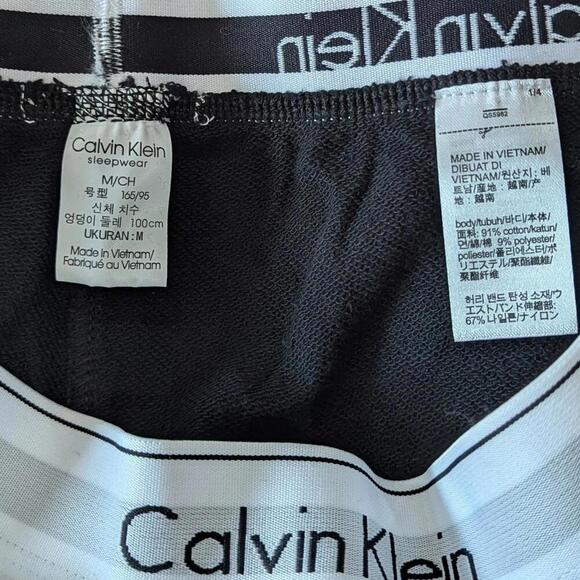 Calvin Klein
Calvin Klein
sleepwear
M/CH
号型 165/95
신체 치수
엉덩이 둘레 100cm
UKURAN : M
Made in Vietnam/
Fabriqué au Vietnam
1/4
QS5982
MADE IN VIETNAM/
DIBUAT DI
VIETNAM/원산지: 베
트남/産地: 越南/产
地: 越南
body/tubuh/바디/本体/
面料: 91% cotton/katun/
면/綿/棉 9% polyester/
poliester/폴리에스터/ポ
リエステル/聚酯纖維/
聚酯纤维
허리 밴드 탄성 소재/ウ
エストバンド伸縮部:
67% 나일론/ナイロン
Calvin Klein